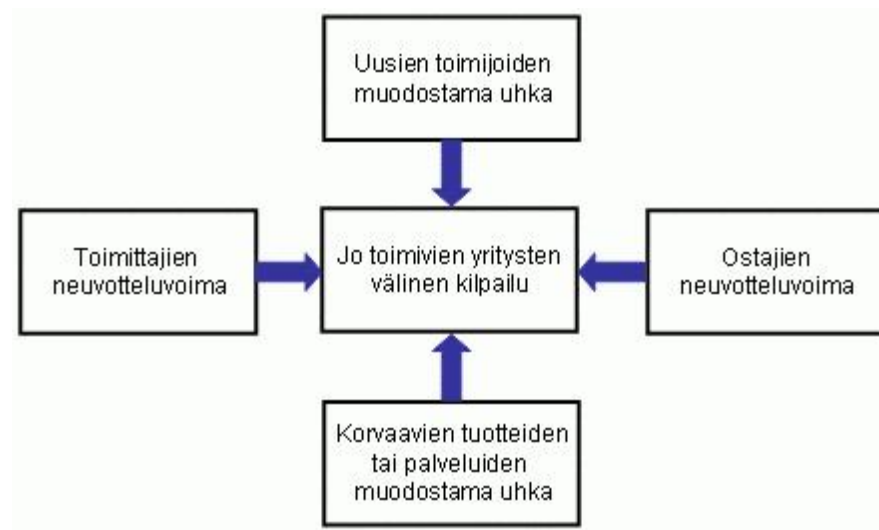 Uusien toimijoiden
muodostama uhka
Toimittajien
neuvotteluvoima
Jo toimivien yritysten
välinen kilpailu
Ostajien
neuvotteluvoima
Korvaavien tuotteiden
tai palveluiden
muodostama uhka